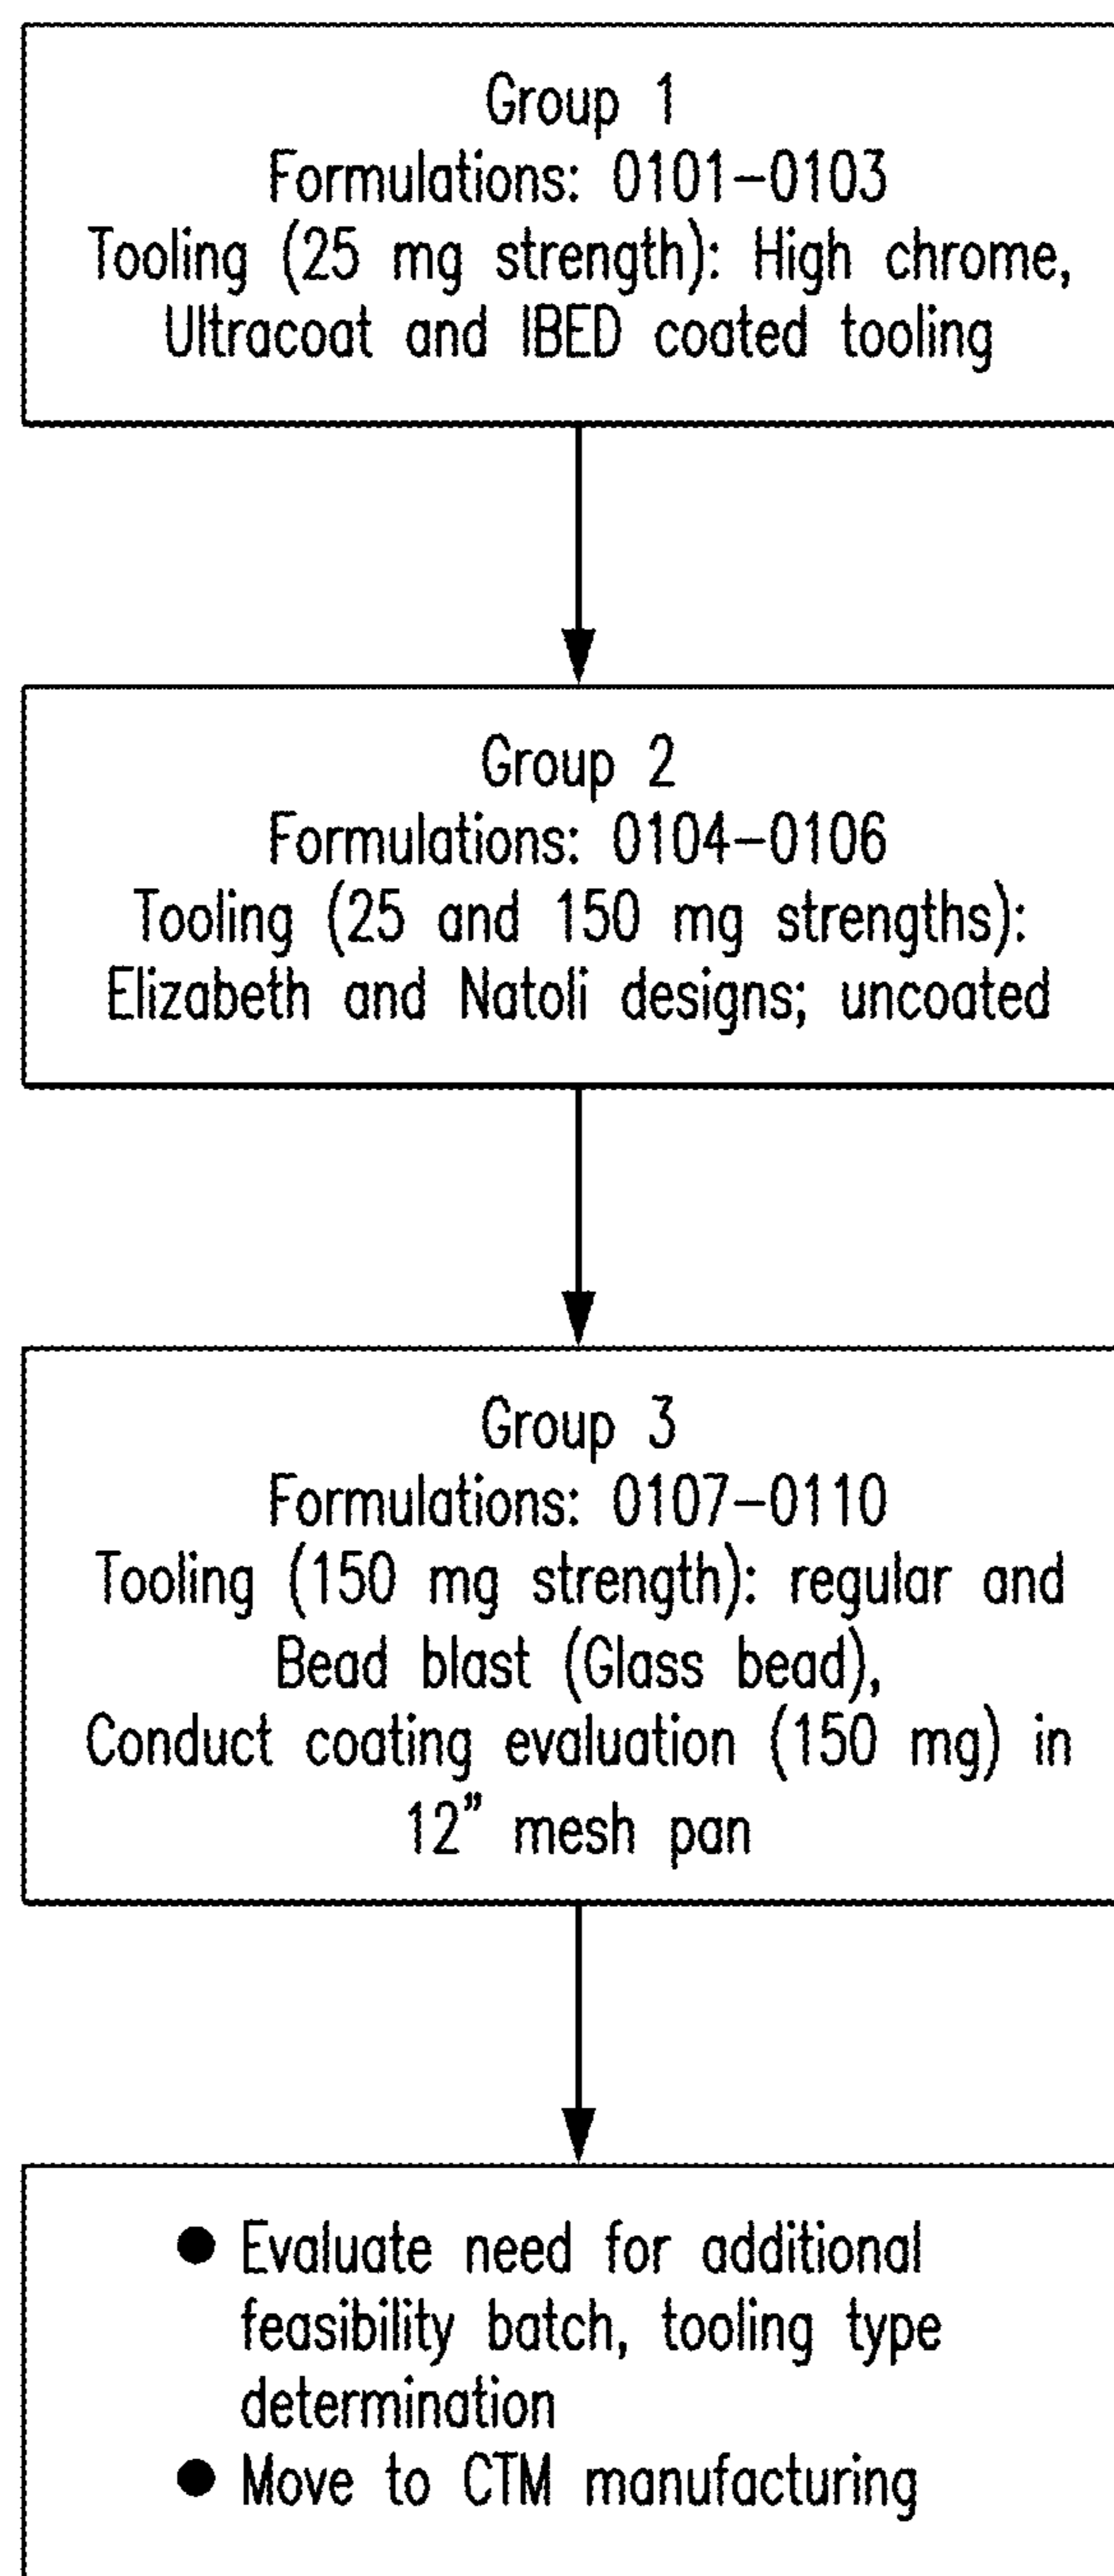 Group 1
Formulations: 0101–0103
Tooling (25 mg strength): High chrome,
Ultracoat and IBED coated tooling
Group 2
Formulations: 0104–0106
Tooling (25 and 150 mg strengths):
Elizabeth and Natoli designs; uncoated
Group 3
Formulations: 0107–0110
Tooling (150 mg strength): regular and
Bead blast (Glass bead),
Conduct coating evaluation (150 mg) in
12” mesh pan
● Evaluate need for additional
feasibility batch, tooling type
determination
● Move to CTM manufacturing